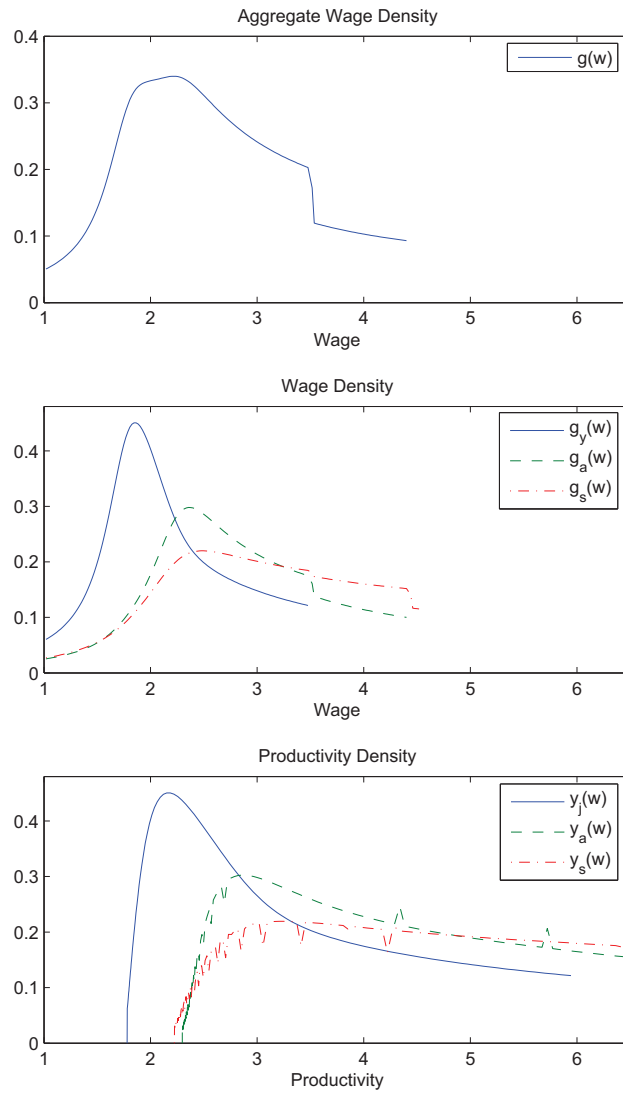 Aggregate Wage Density
0.4
0.3
0.2
0.1
0
g(w)
1 2 3 4 5 6
Wage
Wage Density
0.4
0.3
0.2
0.1
0
g_y(w)
g_a(w)
g_s(w)
1 2 3 4 5 6
Wage
Productivity Density
0.4
0.3
0.2
0.1
0
y_j(w)
y_a(w)
y_s(w)
1 2 3 4 5 6
Productivity